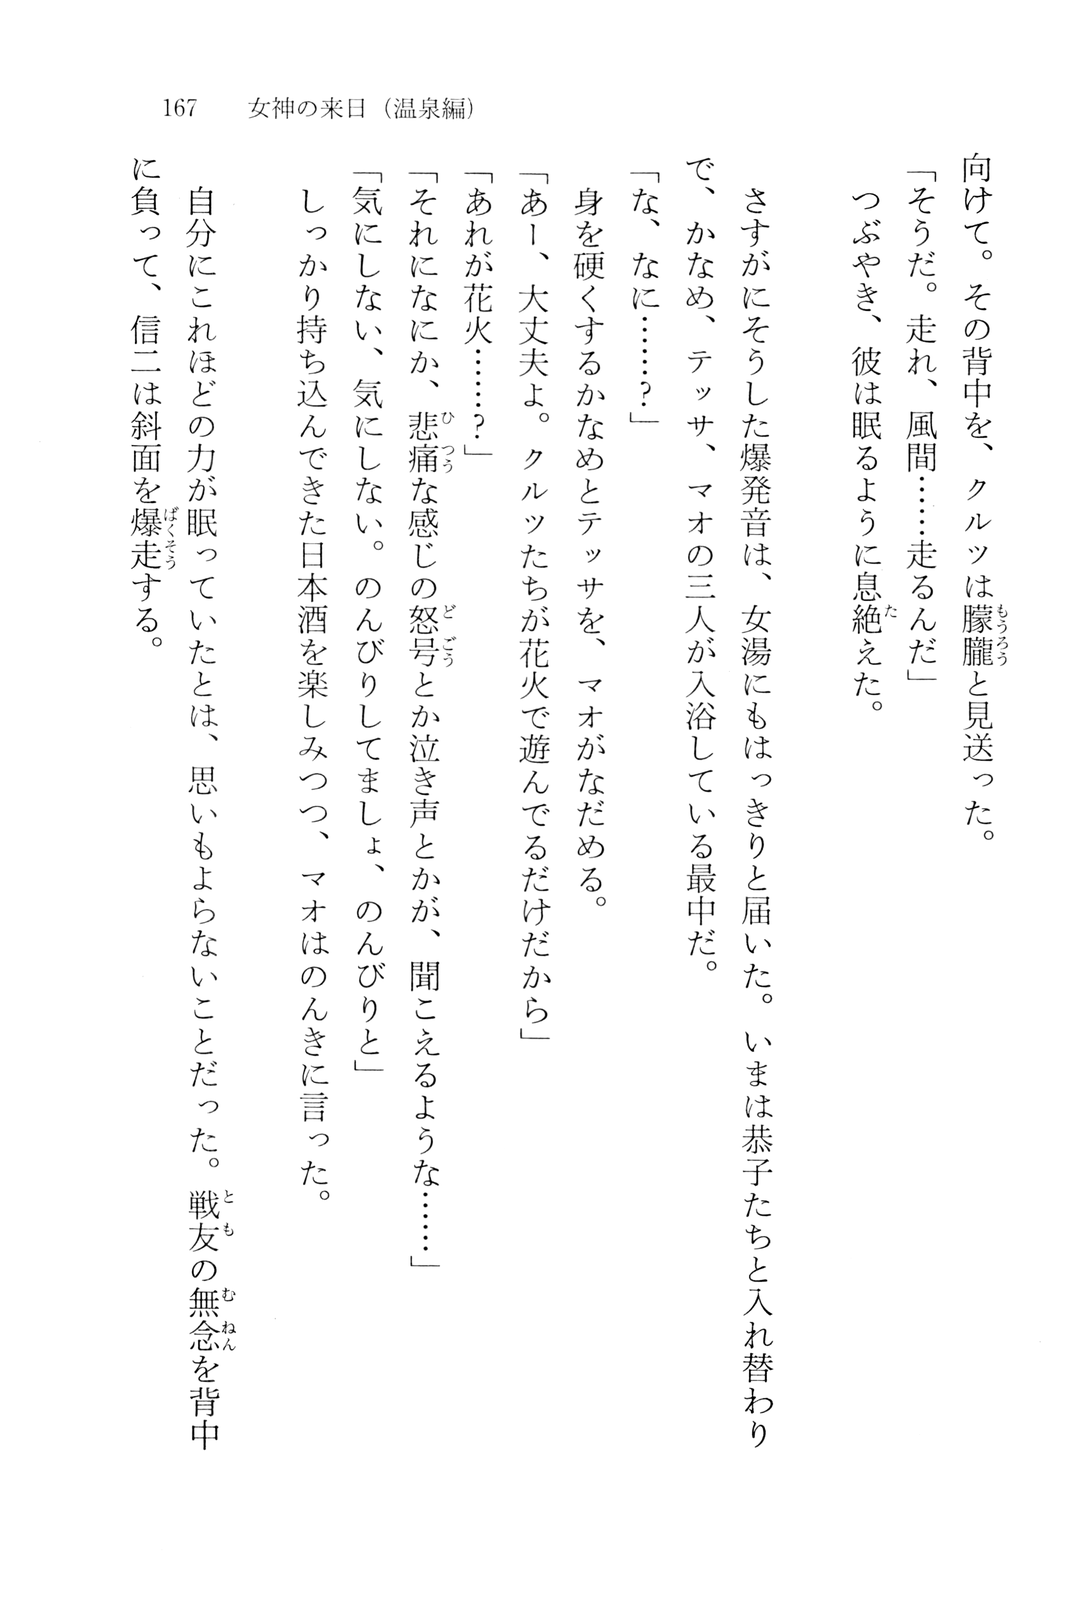 167　女神の来日（温泉編）
向けて。その背中を、クルツは朦朧と見送った。
「そうだ。走れ、風間……走るんだ」
つぶやき、彼は眠るように息絶えた。
さすがにそうした爆発音は、女湯にもはっきりと届いた。いまは恭子たちと入れ替わり
で、かなめ、テッサ、マオの三人が入浴している最中だ。
「な、なに……？」
身を硬くするかなめとテッサを、マオがなだめる。
「あー、大丈夫よ。クルツたちが花火で遊んでるだけだから」
「あれが花火……？」
「それになにか、悲痛な感じの怒号とか泣き声とかが、聞こえるような……」
「気にしない、気にしない。のんびりしてましょ、のんびりと」
しっかり持ち込んできた日本酒を楽しみつつ、マオはのんきに言った。
自分にこれほどの力が眠っていたとは、思いもよらないことだった。戦友の無念を背中
に負って、信二は斜面を爆走する。